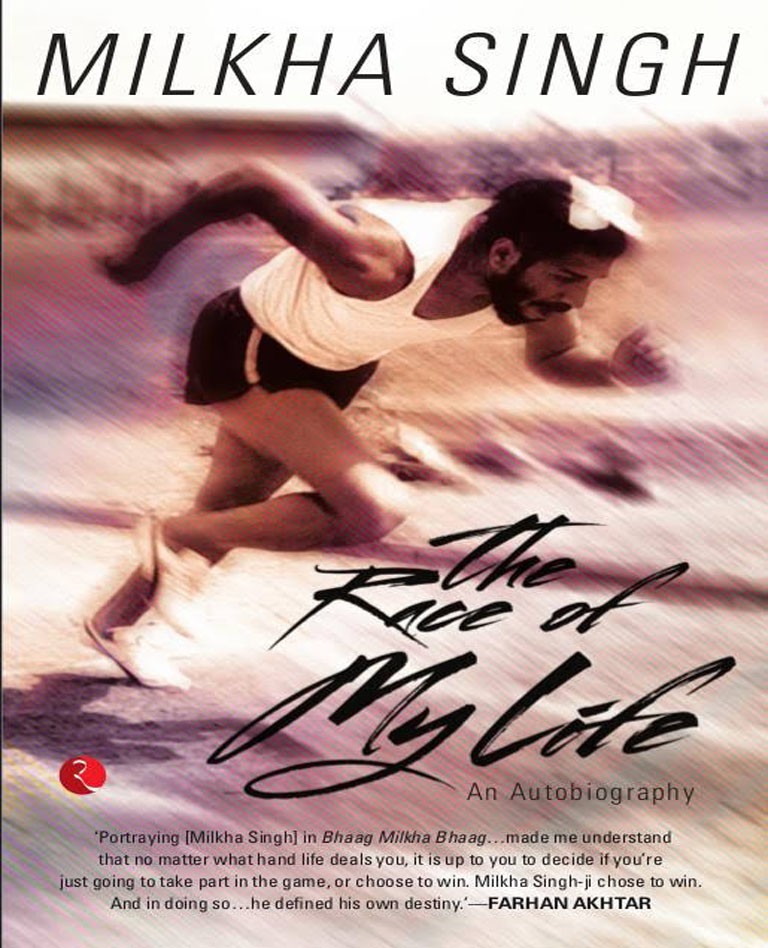 MILKHA SINGH
The
Race of
My Life
An Autobiography
‘Portraying [Milkha Singh] in Bhaag Milkha Bhaag...made me understand
that no matter what hand life deals you, it is up to you to decide if you’re
just going to take part in the game, or choose to win. Milkha Singh-ji chose to win.
And in doing so...he defined his own destiny.’—FARHAN AKHTAR